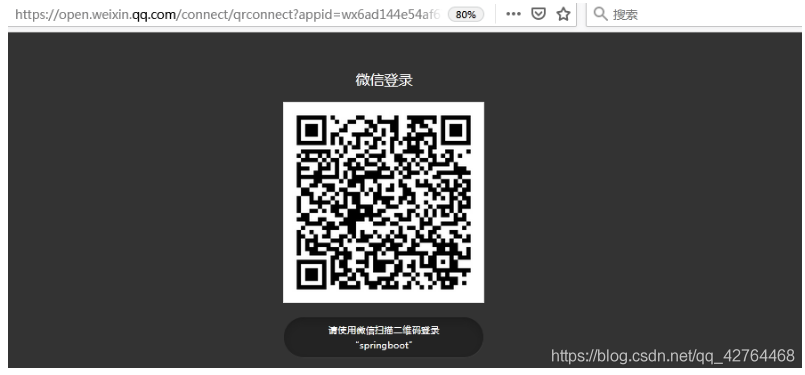 https://open.weixin.qq.com/connect/qrconnect?appid=wx6ad144e54af6 80% ••• 搜索
微信登录
请使用微信扫描二维码登录
“springboot”
https://blog.csdn.net/qq_42764468